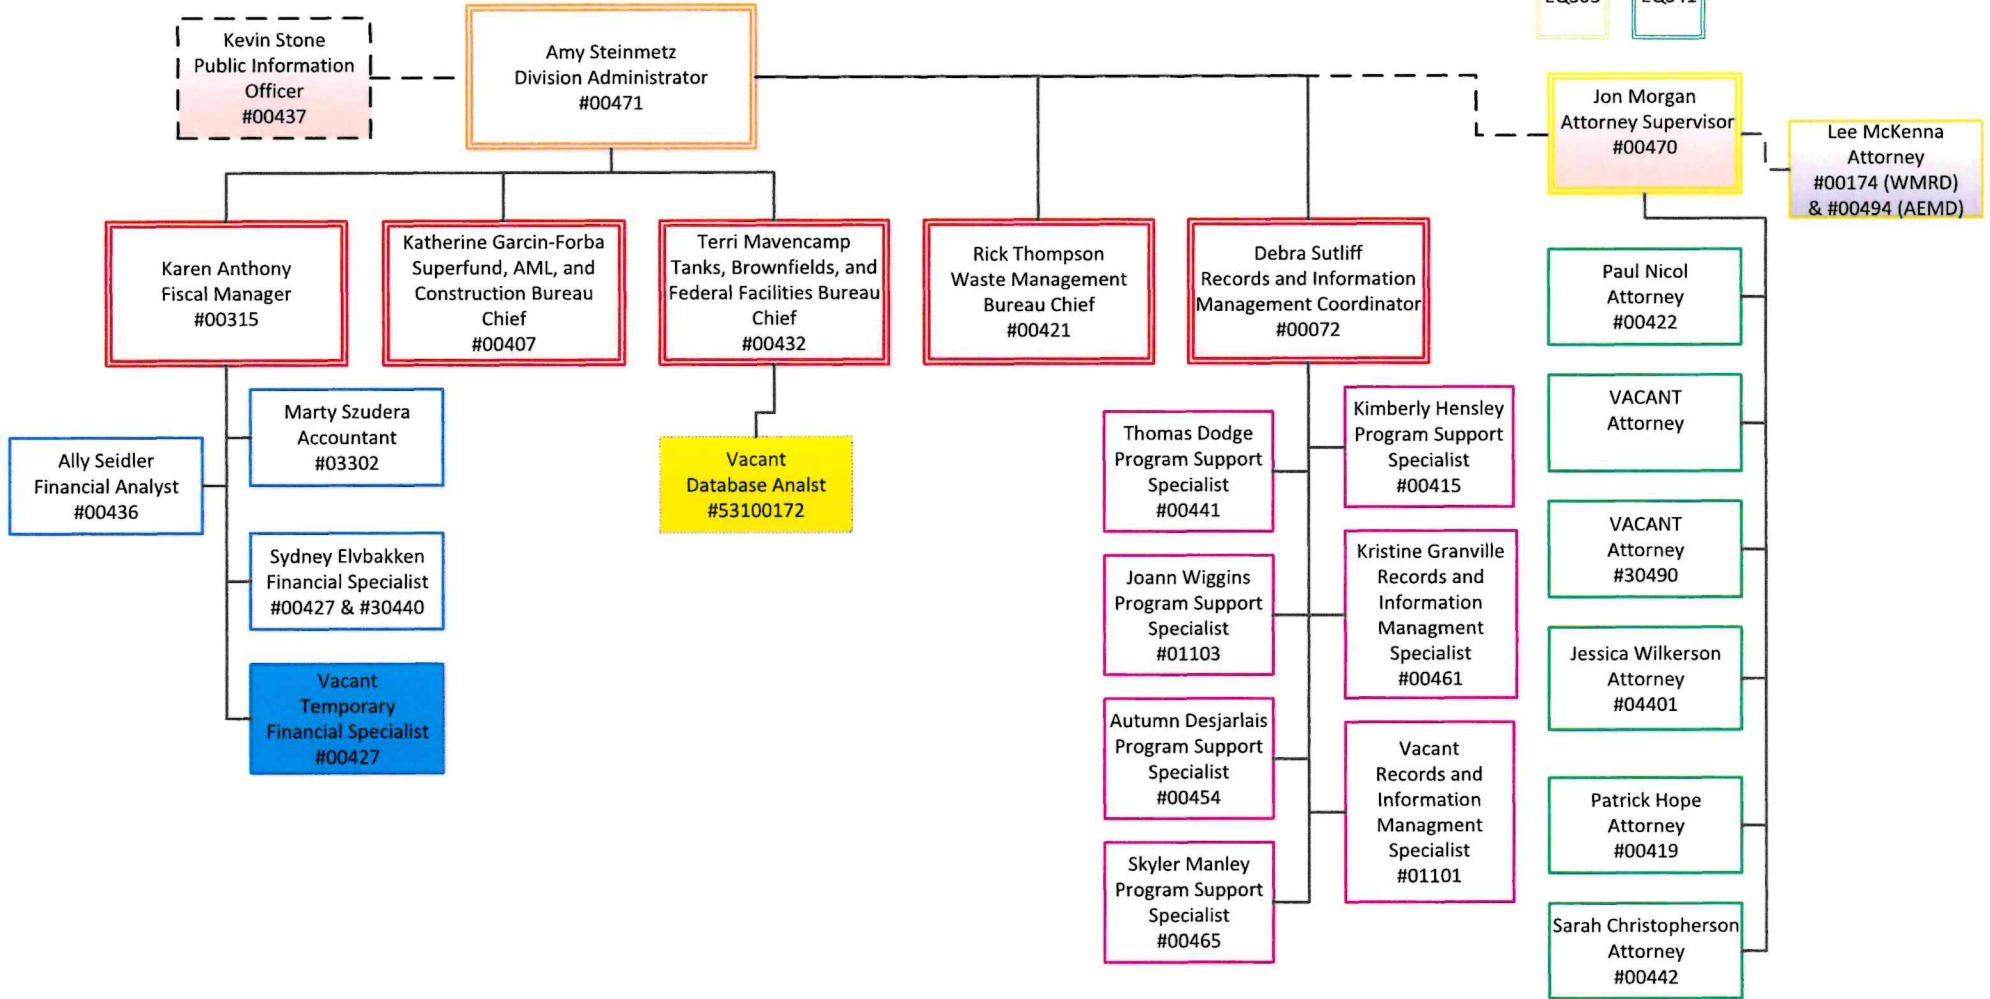 Kevin Stone
Public Information
Officer
#00437
Amy Steinmetz
Division Administrator
#00471
Jon Morgan
Attorney Supervisor
#00470
Lee McKenna
Attorney
#00174 (WMRD)
& #00494 (AEMD)
Karen Anthony
Fiscal Manager
#00315
Katherine Garcin-Forba
Superfund, AML, and
Construction Bureau
Chief
#00407
Terri Mavencamp
Tanks, Brownfields, and
Federal Facilities Bureau
Chief
#00432
Rick Thompson
Waste Management
Bureau Chief
#00421
Debra Sutliff
Records and Information
Management Coordinator
#00072
Ally Seidler
Financial Analyst
#00436
Marty Szudera
Accountant
#03302
Sydney Elvbakken
Financial Specialist
#00427 & #30440
Vacant
Temporary
Financial Specialist
#00427
Vacant
Database Analst
#53100172
Thomas Dodge
Program Support
Specialist
#00441
Joann Wiggins
Program Support
Specialist
#01103
Autumn Desjarlais
Program Support
Specialist
#00454
Skyler Manley
Program Support
Specialist
#00465
Kimberly Hensley
Program Support
Specialist
#00415
Kristine Granville
Records and
Information
Managment
Specialist
#00461
Vacant
Records and
Information
Managment
Specialist
#01101
Paul Nicol
Attorney
#00422
VACANT
Attorney
VACANT
Attorney
#30490
Jessica Wilkerson
Attorney
#04401
Patrick Hope
Attorney
#00419
Sarah Christopherson
Attorney
#00442